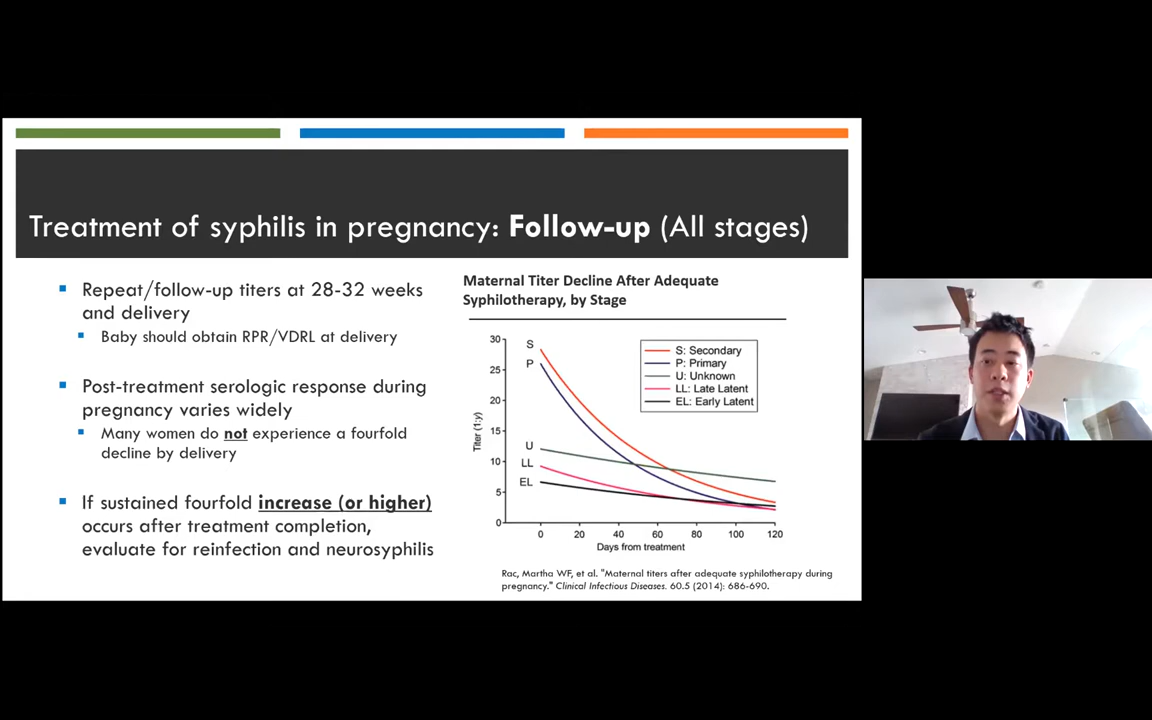 Treatment of syphilis in pregnancy: Follow-up (All stages)
Repeat/follow-up titers at 28-32 weeks
and delivery
Baby should obtain RPR/VDRL at delivery
Post-treatment serologic response during
pregnancy varies widely
Many women do not experience a fourfold
decline by delivery
If sustained fourfold increase (or higher)
occurs after treatment completion,
evaluate for reinfection and neurosyphilis
Maternal Titer Decline After Adequate
Syphilotherapy, by Stage
30
25
20
15
10
5
0
Titer (1:y)
S
P
U
LL
EL
S: Secondary
P: Primary
U: Unknown
LL: Late Latent
EL: Early Latent
0 20 40 60 80 100 120
Days from treatment
Rac, Martha WF, et al. "Maternal titers after adequate syphilotherapy during
pregnancy." Clinical Infectious Diseases. 60.5 (2014): 686-690.